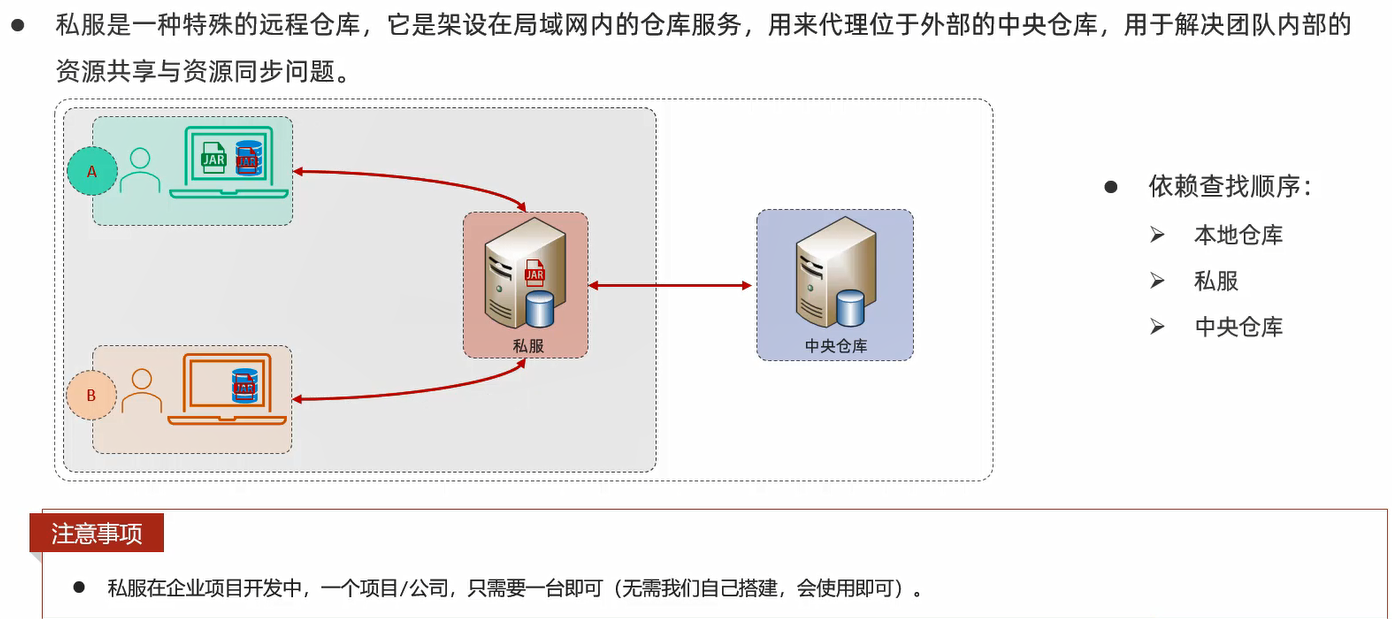 私服是一种特殊的远程仓库，它是架设在局域网内的仓库服务，用来代理位于外部的中央仓库，用于解决团队内部的
资源共享与资源同步问题。
A
JAR
JAR
B
JAR
JAR
私服
中央仓库
依赖查找顺序：
本地仓库
私服
中央仓库
注意事项
私服在企业项目开发中，一个项目/公司，只需要一台即可（无需我们自己搭建，会使用即可）。